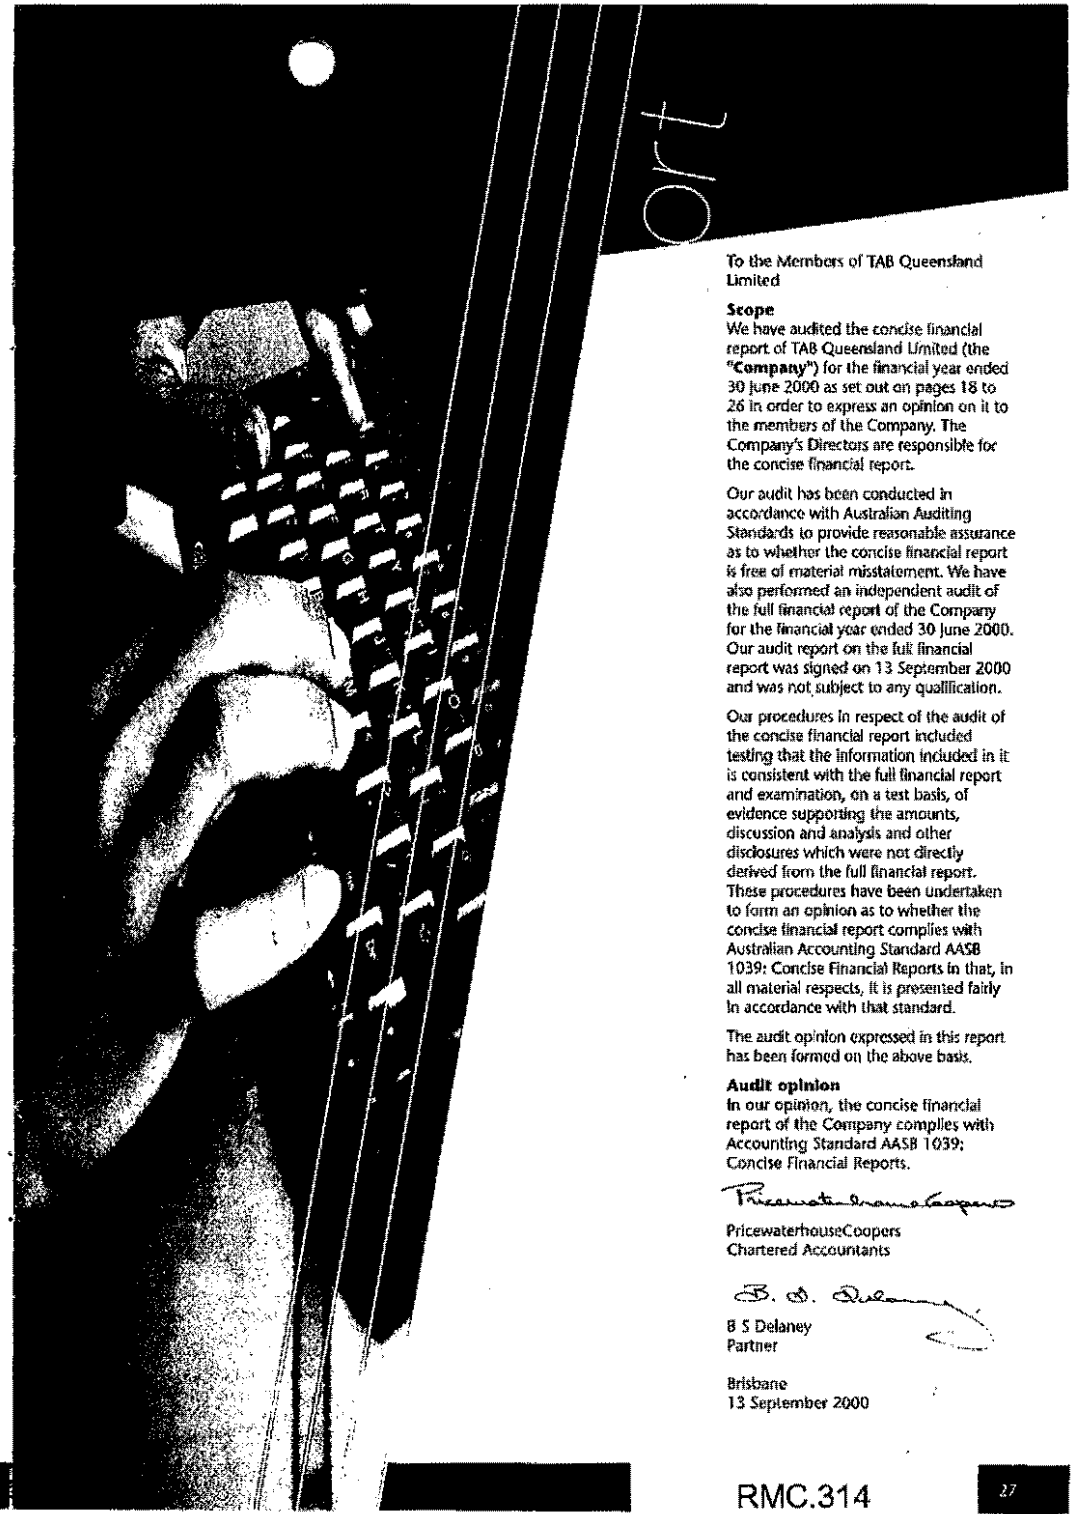 ort
To the Members of TAB Queensland
Limited
Scope
We have audited the concise financial
report of TAB Queensland Limited (the
"Company") for the financial year ended
30 June 2000 as set out on pages 18 to
26 in order to express an opinion on it to
the members of the Company. The
Company's Directors are responsible for
the concise financial report.
Our audit has been conducted in
accordance with Australian Auditing
Standards to provide reasonable assurance
as to whether the concise financial report
is free of material misstatement. We have
also performed an independent audit of
the full financial report of the Company
for the financial year ended 30 June 2000.
Our audit report on the full financial
report was signed on 13 September 2000
and was not subject to any qualification.
Our procedures in respect of the audit of
the concise financial report included
testing that the information included in it
is consistent with the full financial report
and examination, on a test basis, of
evidence supporting the amounts,
discussion and analysis and other
disclosures which were not directly
derived from the full financial report.
These procedures have been undertaken
to form an opinion as to whether the
concise financial report complies with
Australian Accounting Standard AASB
1039: Concise Financial Reports in that, in
all material respects, it is presented fairly
in accordance with that standard.
The audit opinion expressed in this report
has been formed on the above basis.
Audit opinion
In our opinion, the concise financial
report of the Company complies with
Accounting Standard AASB 1039:
Concise Financial Reports.
PricewaterhouseCoopers
PricewaterhouseCoopers
Chartered Accountants
B. S. Delaney
B S Delaney
Partner
Brisbane
13 September 2000
RMC.314
27